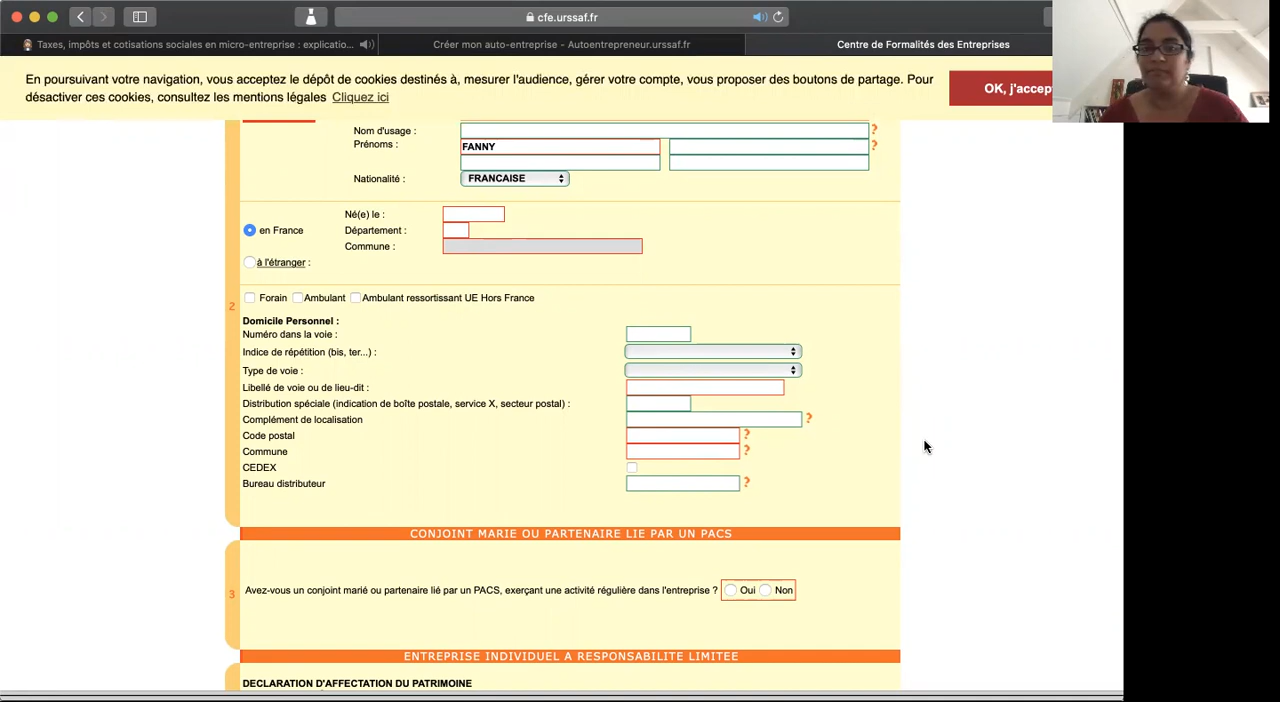 cfe.urssaf.fr
Taxes, impôts et cotisations sociales en micro-entreprise : explicatio...
Créer mon auto-entreprise - Autoentrepreneur.urssaf.fr
Centre de Formalités des Entreprises
En poursuivant votre navigation, vous acceptez le dépôt de cookies destinés à, mesurer l'audience, gérer votre compte, vous proposer des boutons de partage. Pour
désactiver ces cookies, consultez les mentions légales Cliquez ici
OK, j'accep
Nom d'usage : ?
Prénoms : FANNY ?
Nationalité : FRANCAISE
Né(e) le :
en France Département :
Commune :
à l'étranger :
2
Forain Ambulant Ambulant ressortissant UE Hors France
Domicile Personnel :
Numéro dans la voie :
Indice de répétition (bis, ter...) :
Type de voie :
Libellé de voie ou de lieu-dit :
Distribution spéciale (indication de boîte postale, service X, secteur postal) :
Complément de localisation ?
Code postal ?
Commune ?
CEDEX
Bureau distributeur ?
CONJOINT MARIE OU PARTENAIRE LIE PAR UN PACS
3
Avez-vous un conjoint marié ou partenaire lié par un PACS, exerçant une activité régulière dans l'entreprise ? Oui Non
ENTREPRISE INDIVIDUEL A RESPONSABILITE LIMITEE
DECLARATION D'AFFECTATION DU PATRIMOINE